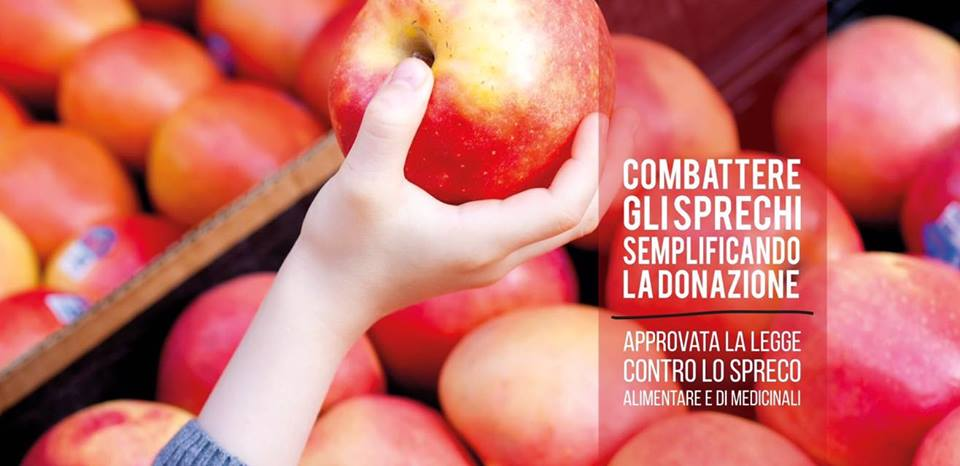 COMBATTERE
GLI SPRECHI
SEMPLIFICANDO
LA DONAZIONE
APPROVATA LA LEGGE
CONTRO LO SPRECO
ALIMENTARE E DI MEDICINALI